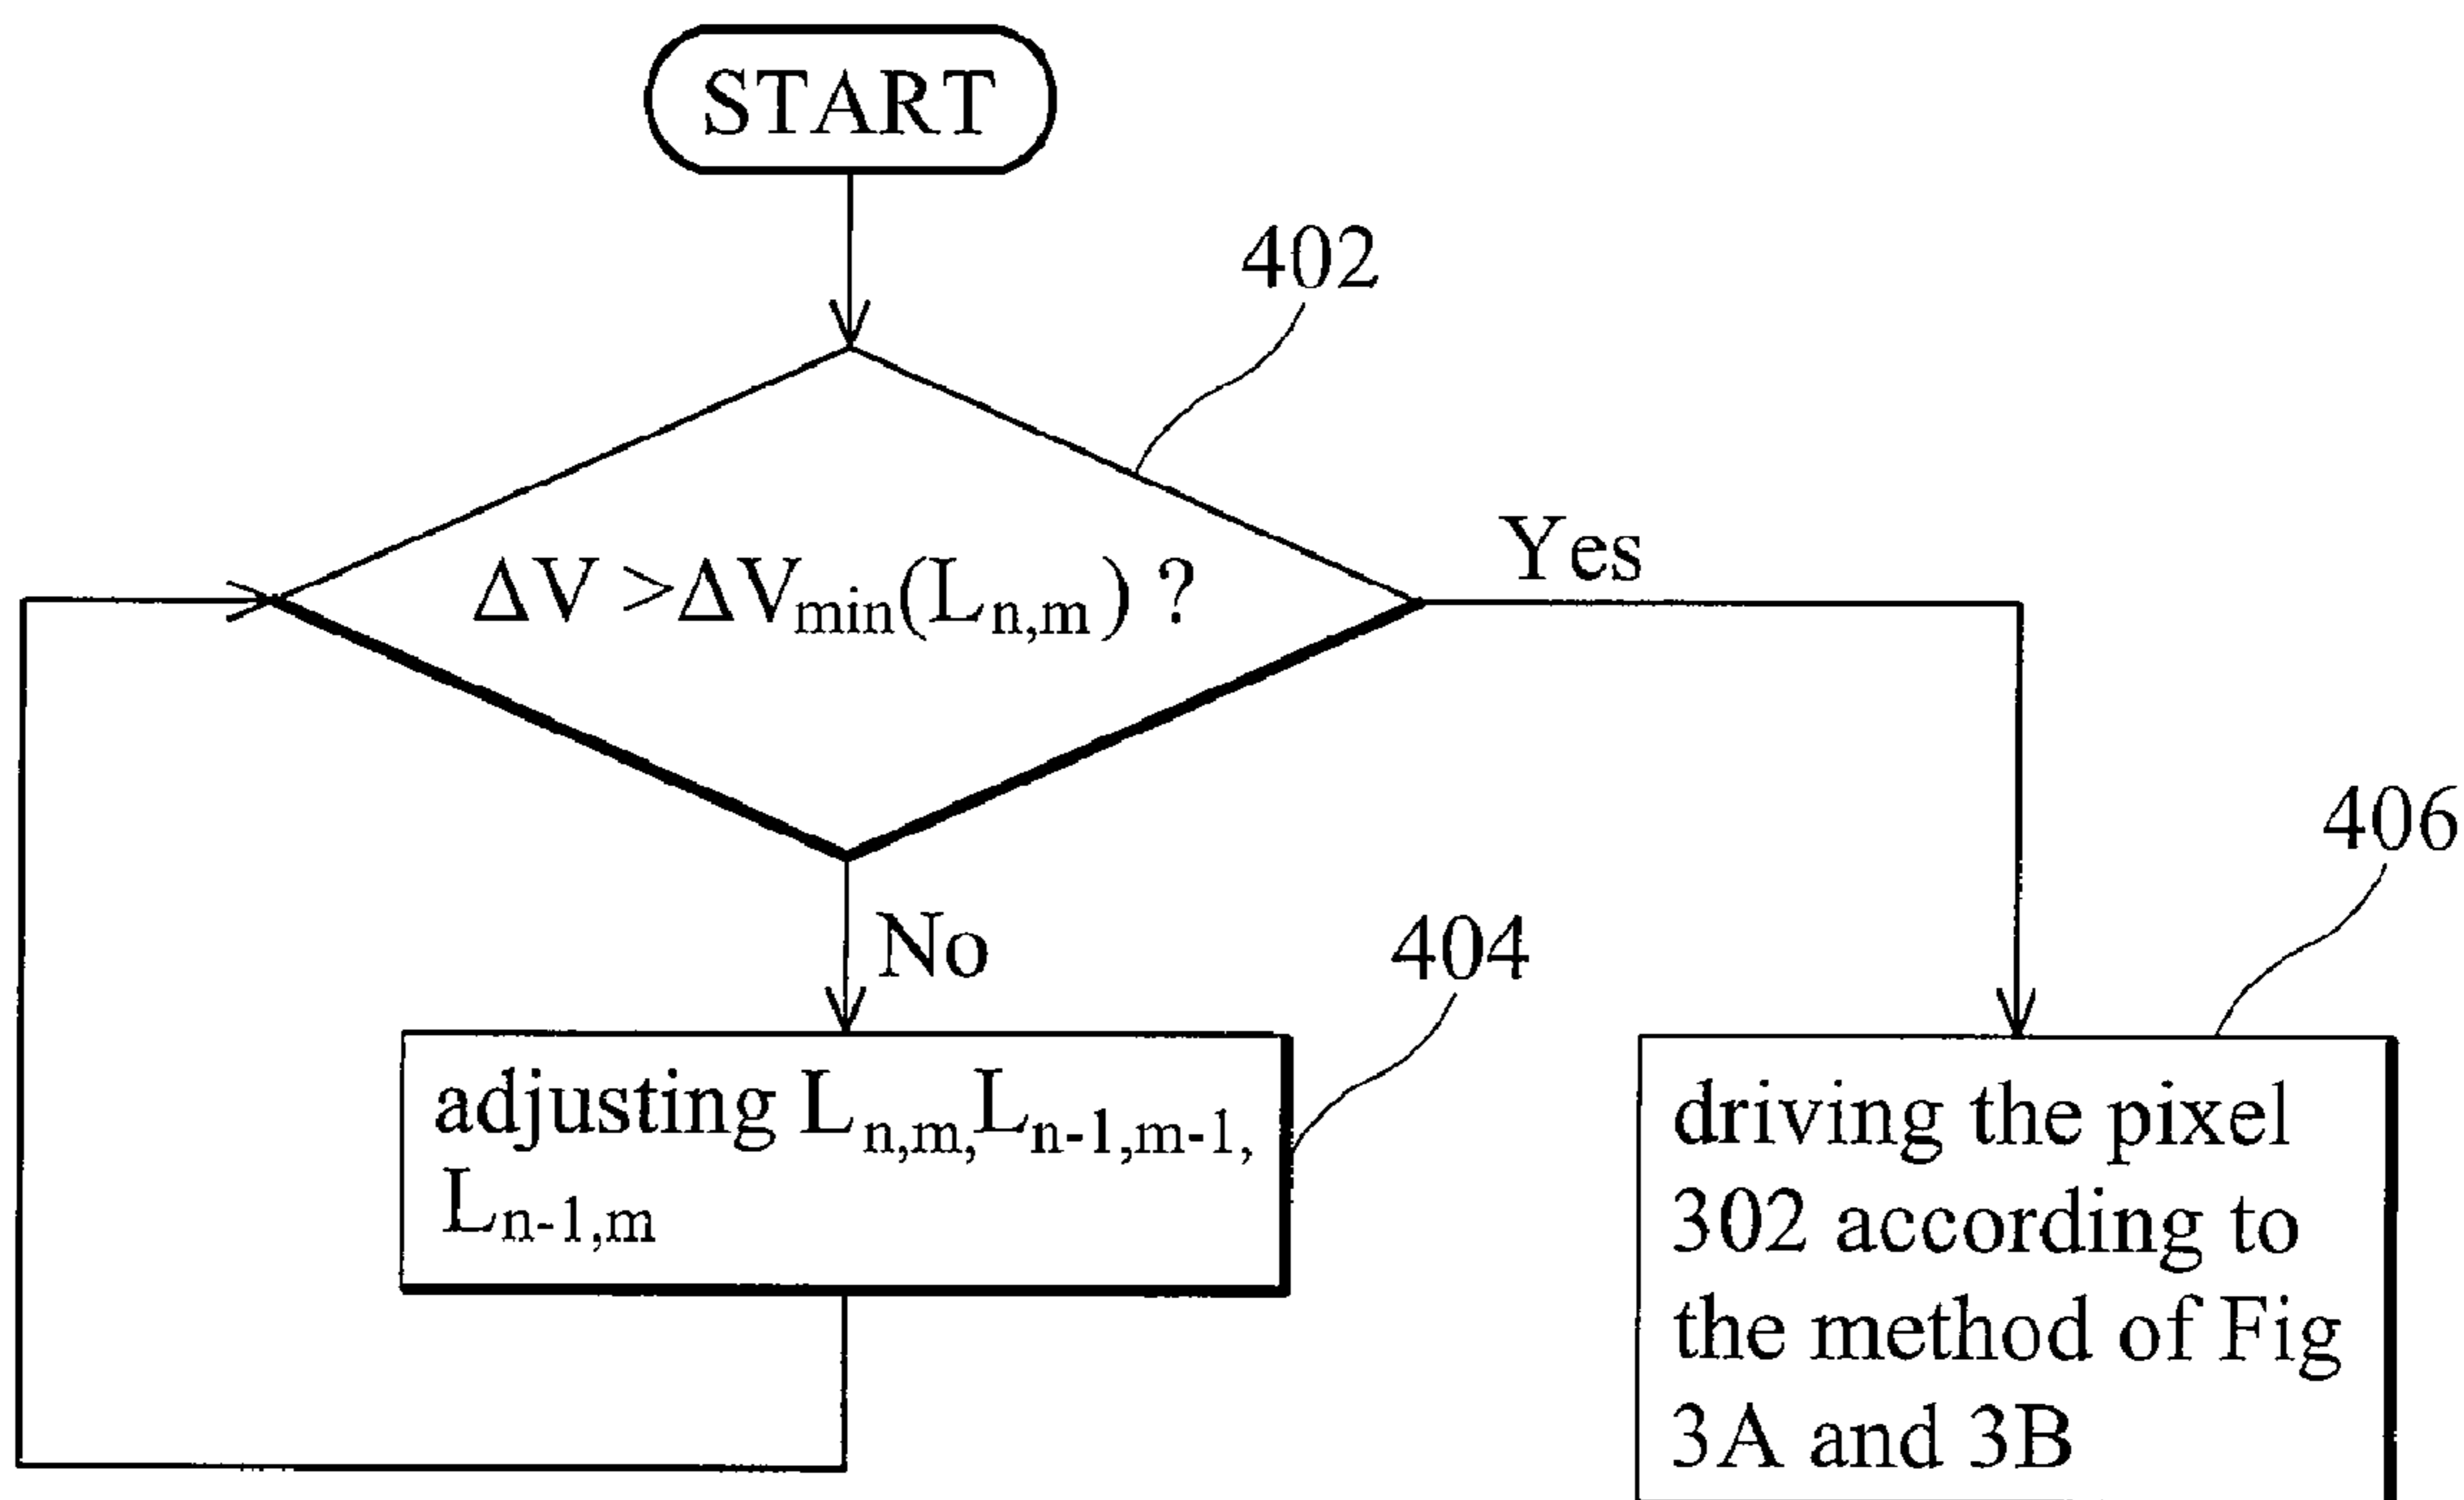 START
402
ΔV >ΔVmin(Ln,m) ?
Yes
406
No
404
adjusting Ln,m,Ln-1,m-1,
Ln-1,m
driving the pixel
302 according to
the method of Fig
3A and 3B